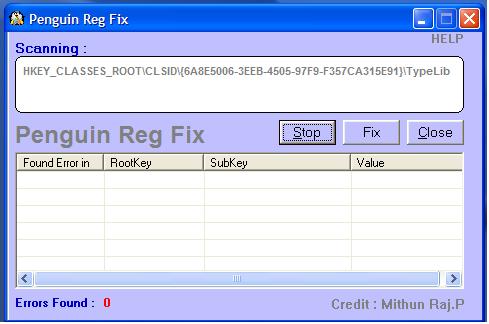 Penguin Reg Fix
HELP
Scanning :
HKEY_CLASSES_ROOT\CLSID\{6A8E5006-3EEB-4505-97F9-F357CA315E91}\TypeLib
Penguin Reg Fix
Stop Fix Close
Found Error in RootKey SubKey Value
Errors Found : 0
Credit : Mithun Raj.P